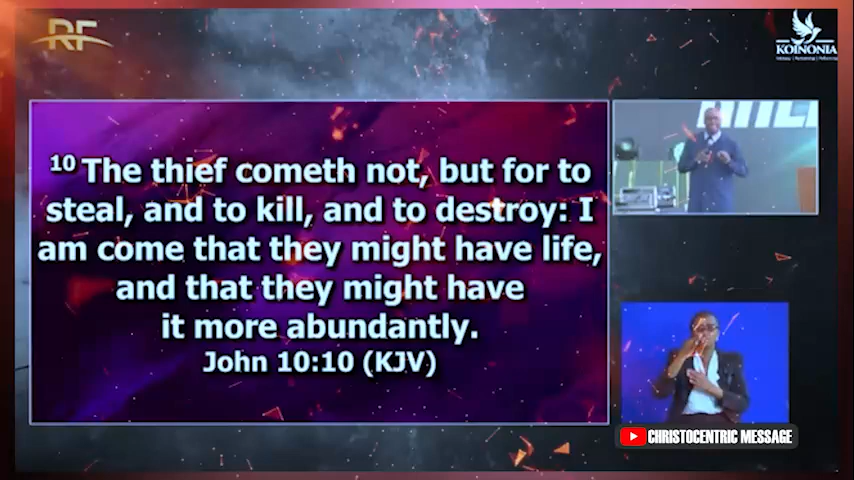 RF
KOINONIA
10 The thief cometh not, but for to
steal, and to kill, and to destroy: I
am come that they might have life,
and that they might have
it more abundantly.
John 10:10 (KJV)
CHRISTOCENTRIC MESSAGE